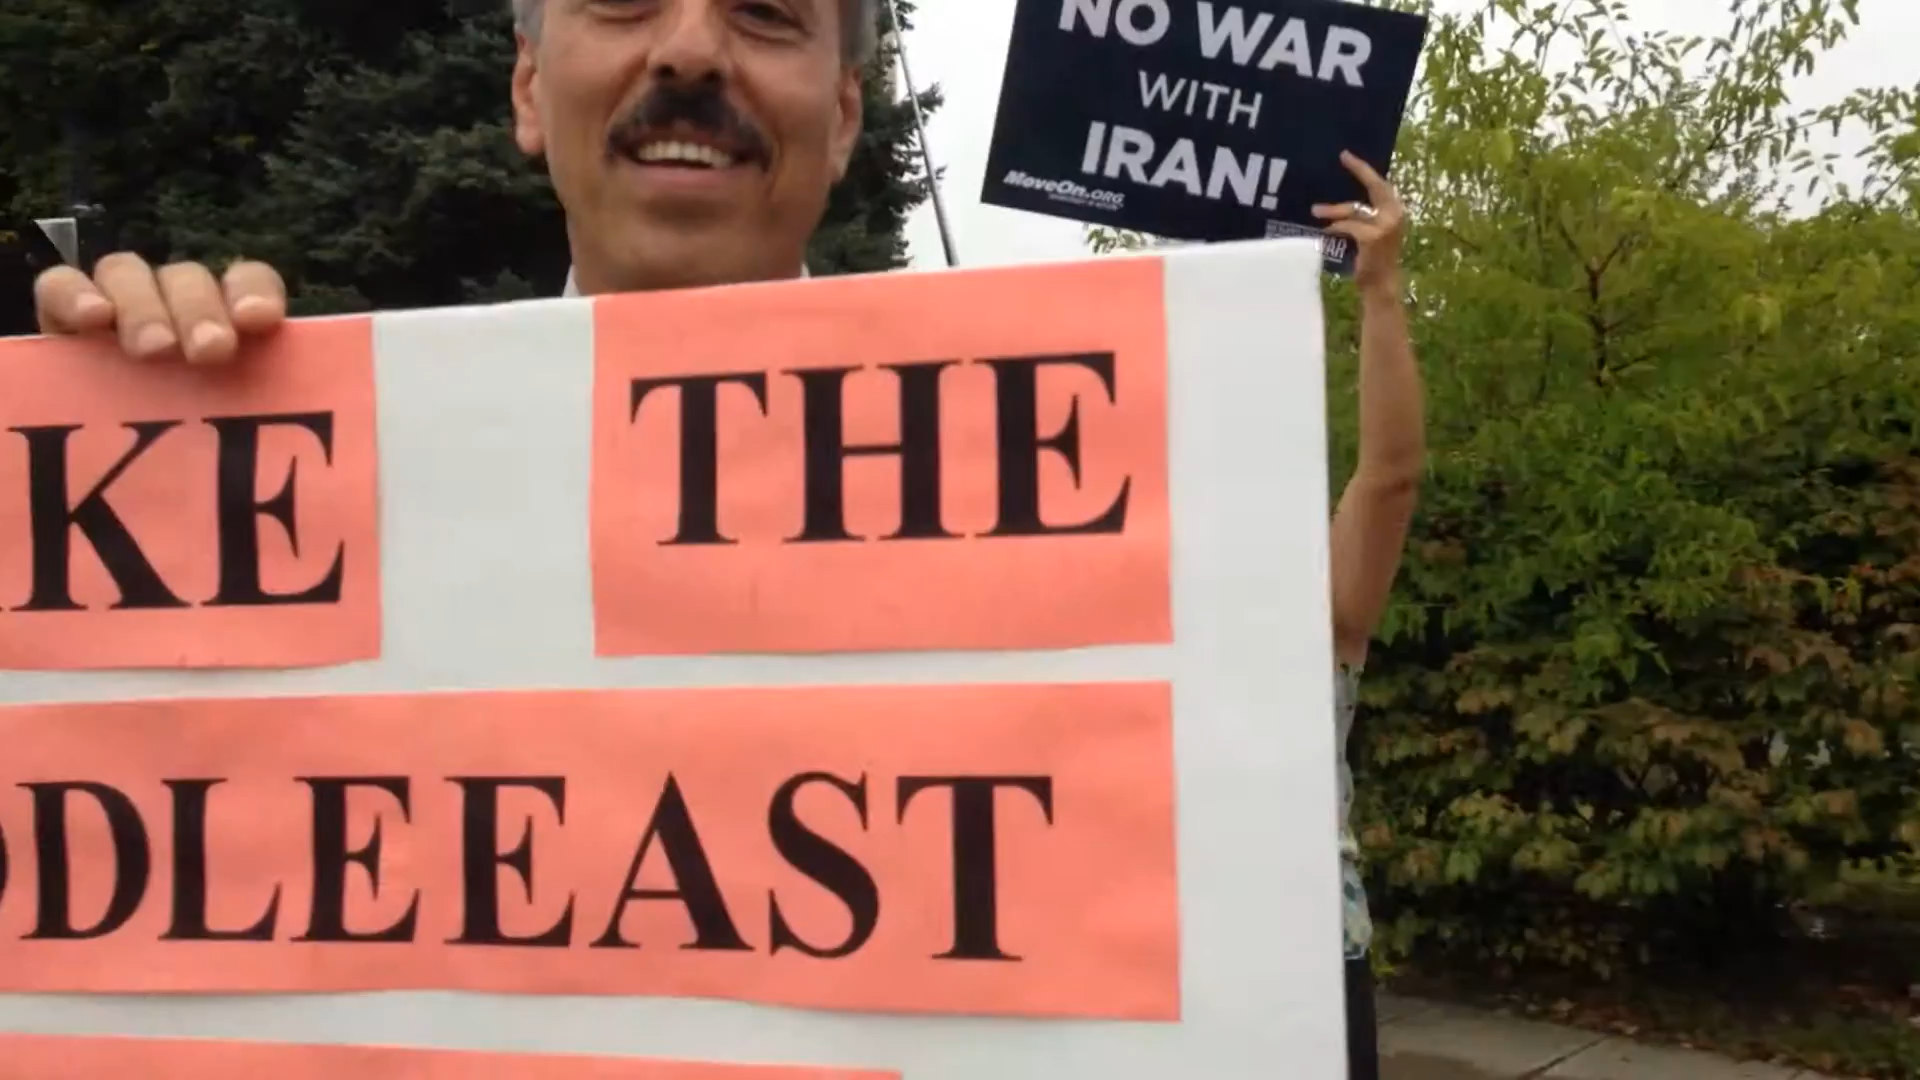 NO WAR
WITH
IRAN!
MoveOn.ORG
KE THE
DLEEAST